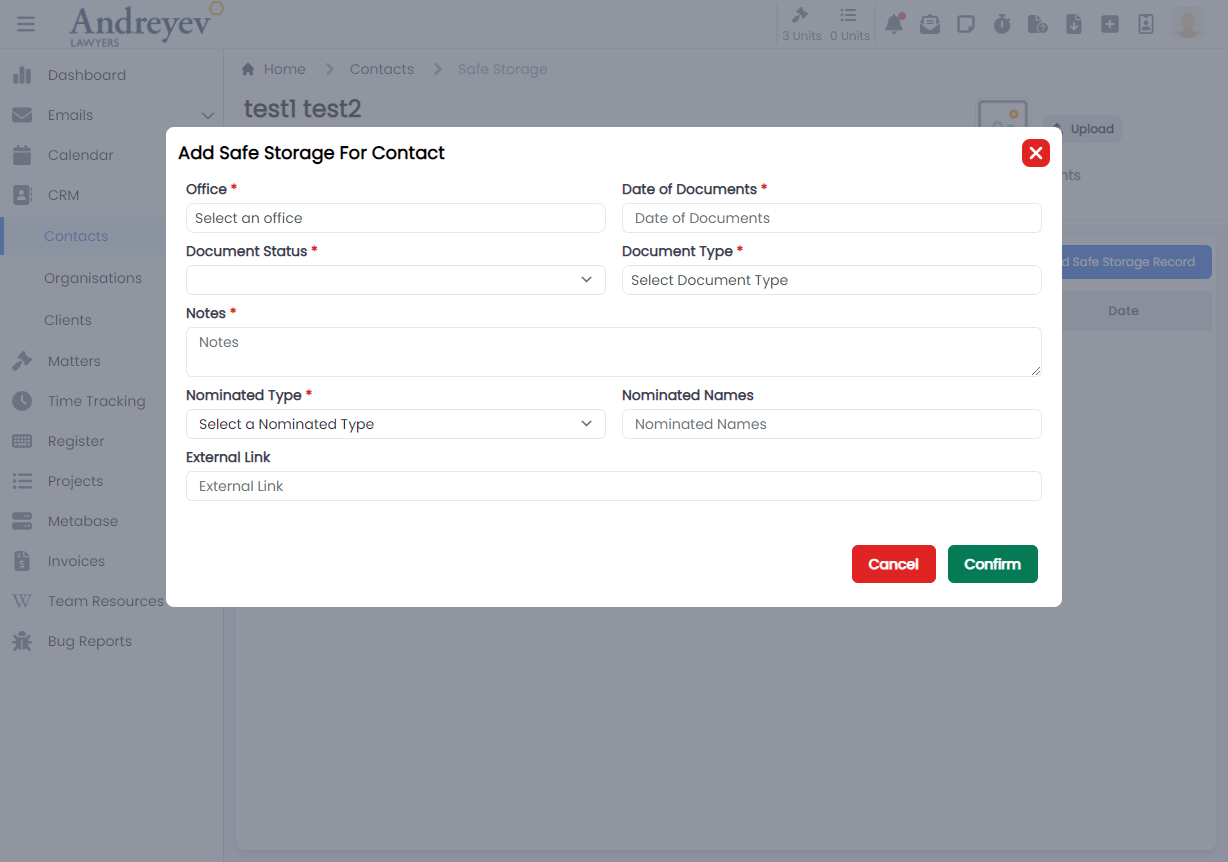 Andreyev
LAWYERS
3 Units 0 Units
Dashboard
Emails
Calendar
CRM
Contacts
Organisations
Clients
Matters
Time Tracking
Register
Projects
Metabase
Invoices
Team Resources
Bug Reports
Home Contacts Safe Storage
test1 test2
Upload
Safe Storage Record
Date
Add Safe Storage For Contact
Office * Date of Documents *
Select an office Date of Documents
Document Status * Document Type *
Select Document Type
Notes *
Notes
Nominated Type * Nominated Names
Select a Nominated Type Nominated Names
External Link
External Link
Cancel Confirm